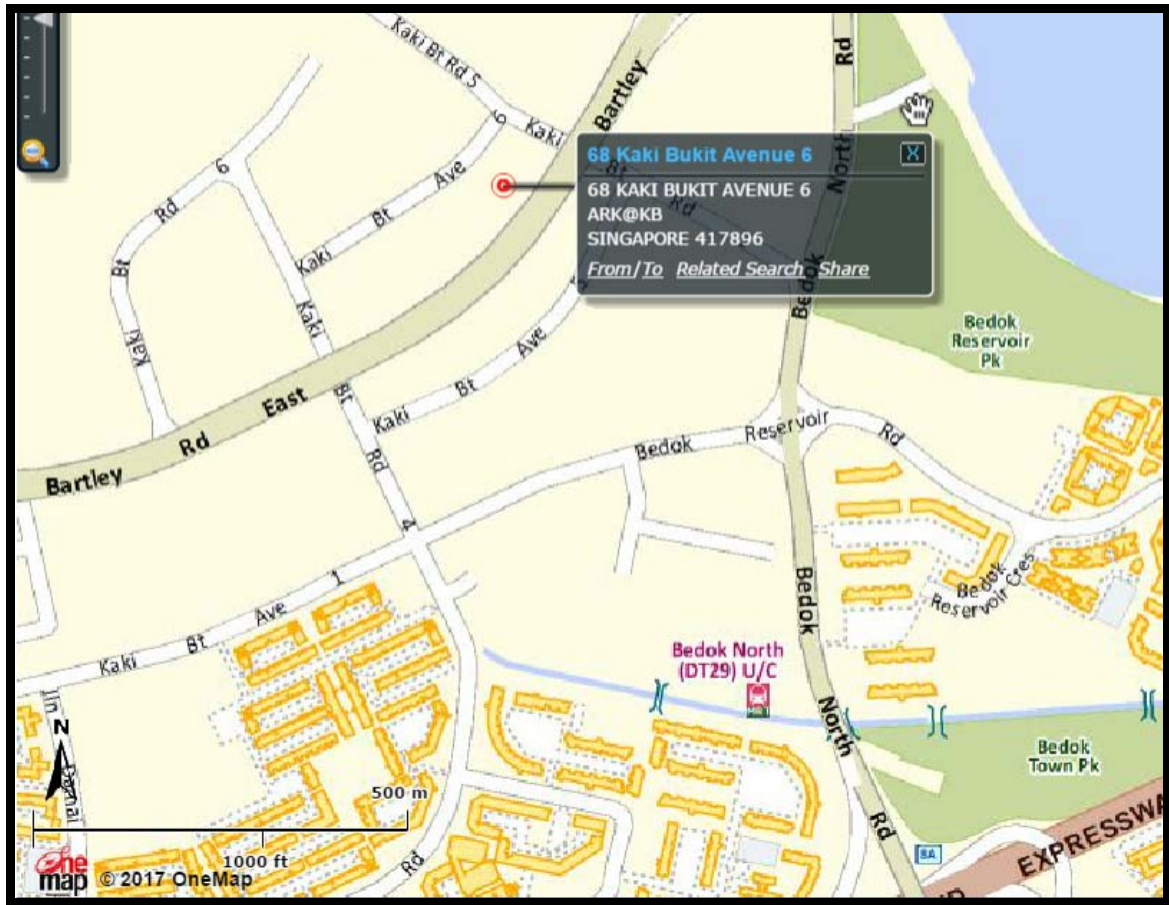 Kaki Bt Rd 5
Kaki
Bt
Rd
Bartley
Rd
North
Bedok
68 Kaki Bukit Avenue 6
X
68 KAKI BUKIT AVENUE 6
ARK@KB
SINGAPORE 417896
From/To Related Search Share
Kaki Bt Ave 6
Kaki Bt Rd 6
Kaki Bt Rd 4
Kaki Bt Ave
Bedok
Reservoir
Pk
Bartley Rd East
Bedok Reservoir Rd
Kaki Bt Ave 1
Bedok
Reservoir Cres
Bedok North Rd
Bedok North
(DT29) U/C
Bedok
Town Pk
Jln Damai
N
500 m
1000 ft
Rd
8A
EXPRESSWA
One
map © 2017 OneMap